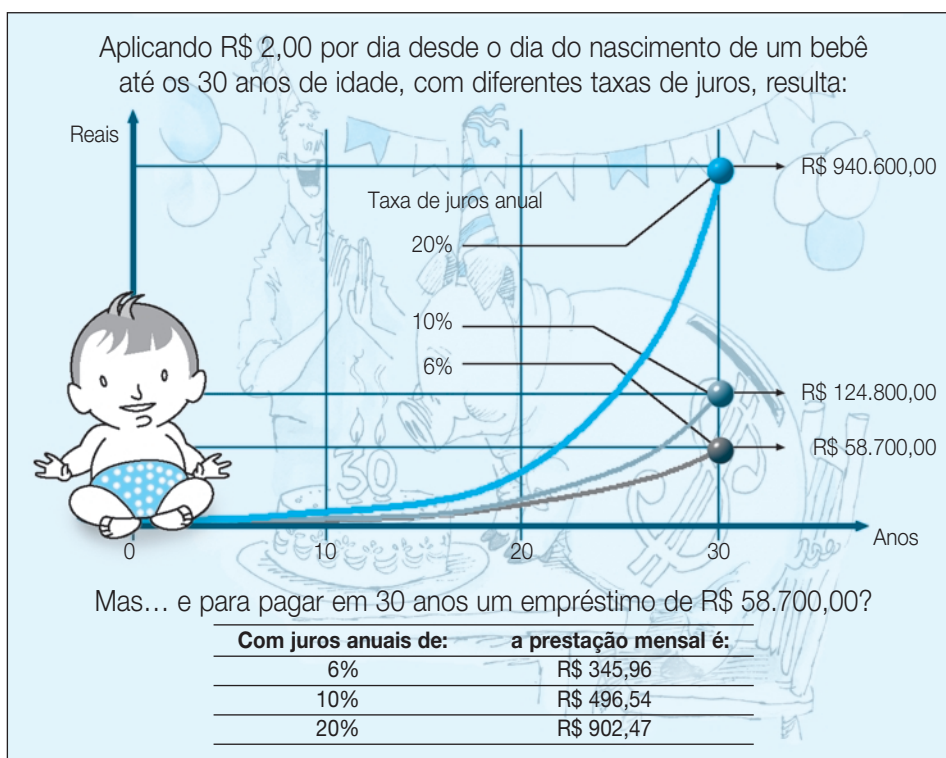 Aplicando R$ 2,00 por dia desde o dia do nascimento de um bebê
até os 30 anos de idade, com diferentes taxas de juros, resulta:
Reais
R$ 940.600,00
Taxa de juros anual
20%
10%
6%
R$ 124.800,00
R$ 58.700,00
30
Anos
0 10 20 30
Mas... e para pagar em 30 anos um empréstimo de R$ 58.700,00?
Com juros anuais de: a prestação mensal é:
6% R$ 345,96
10% R$ 496,54
20% R$ 902,47